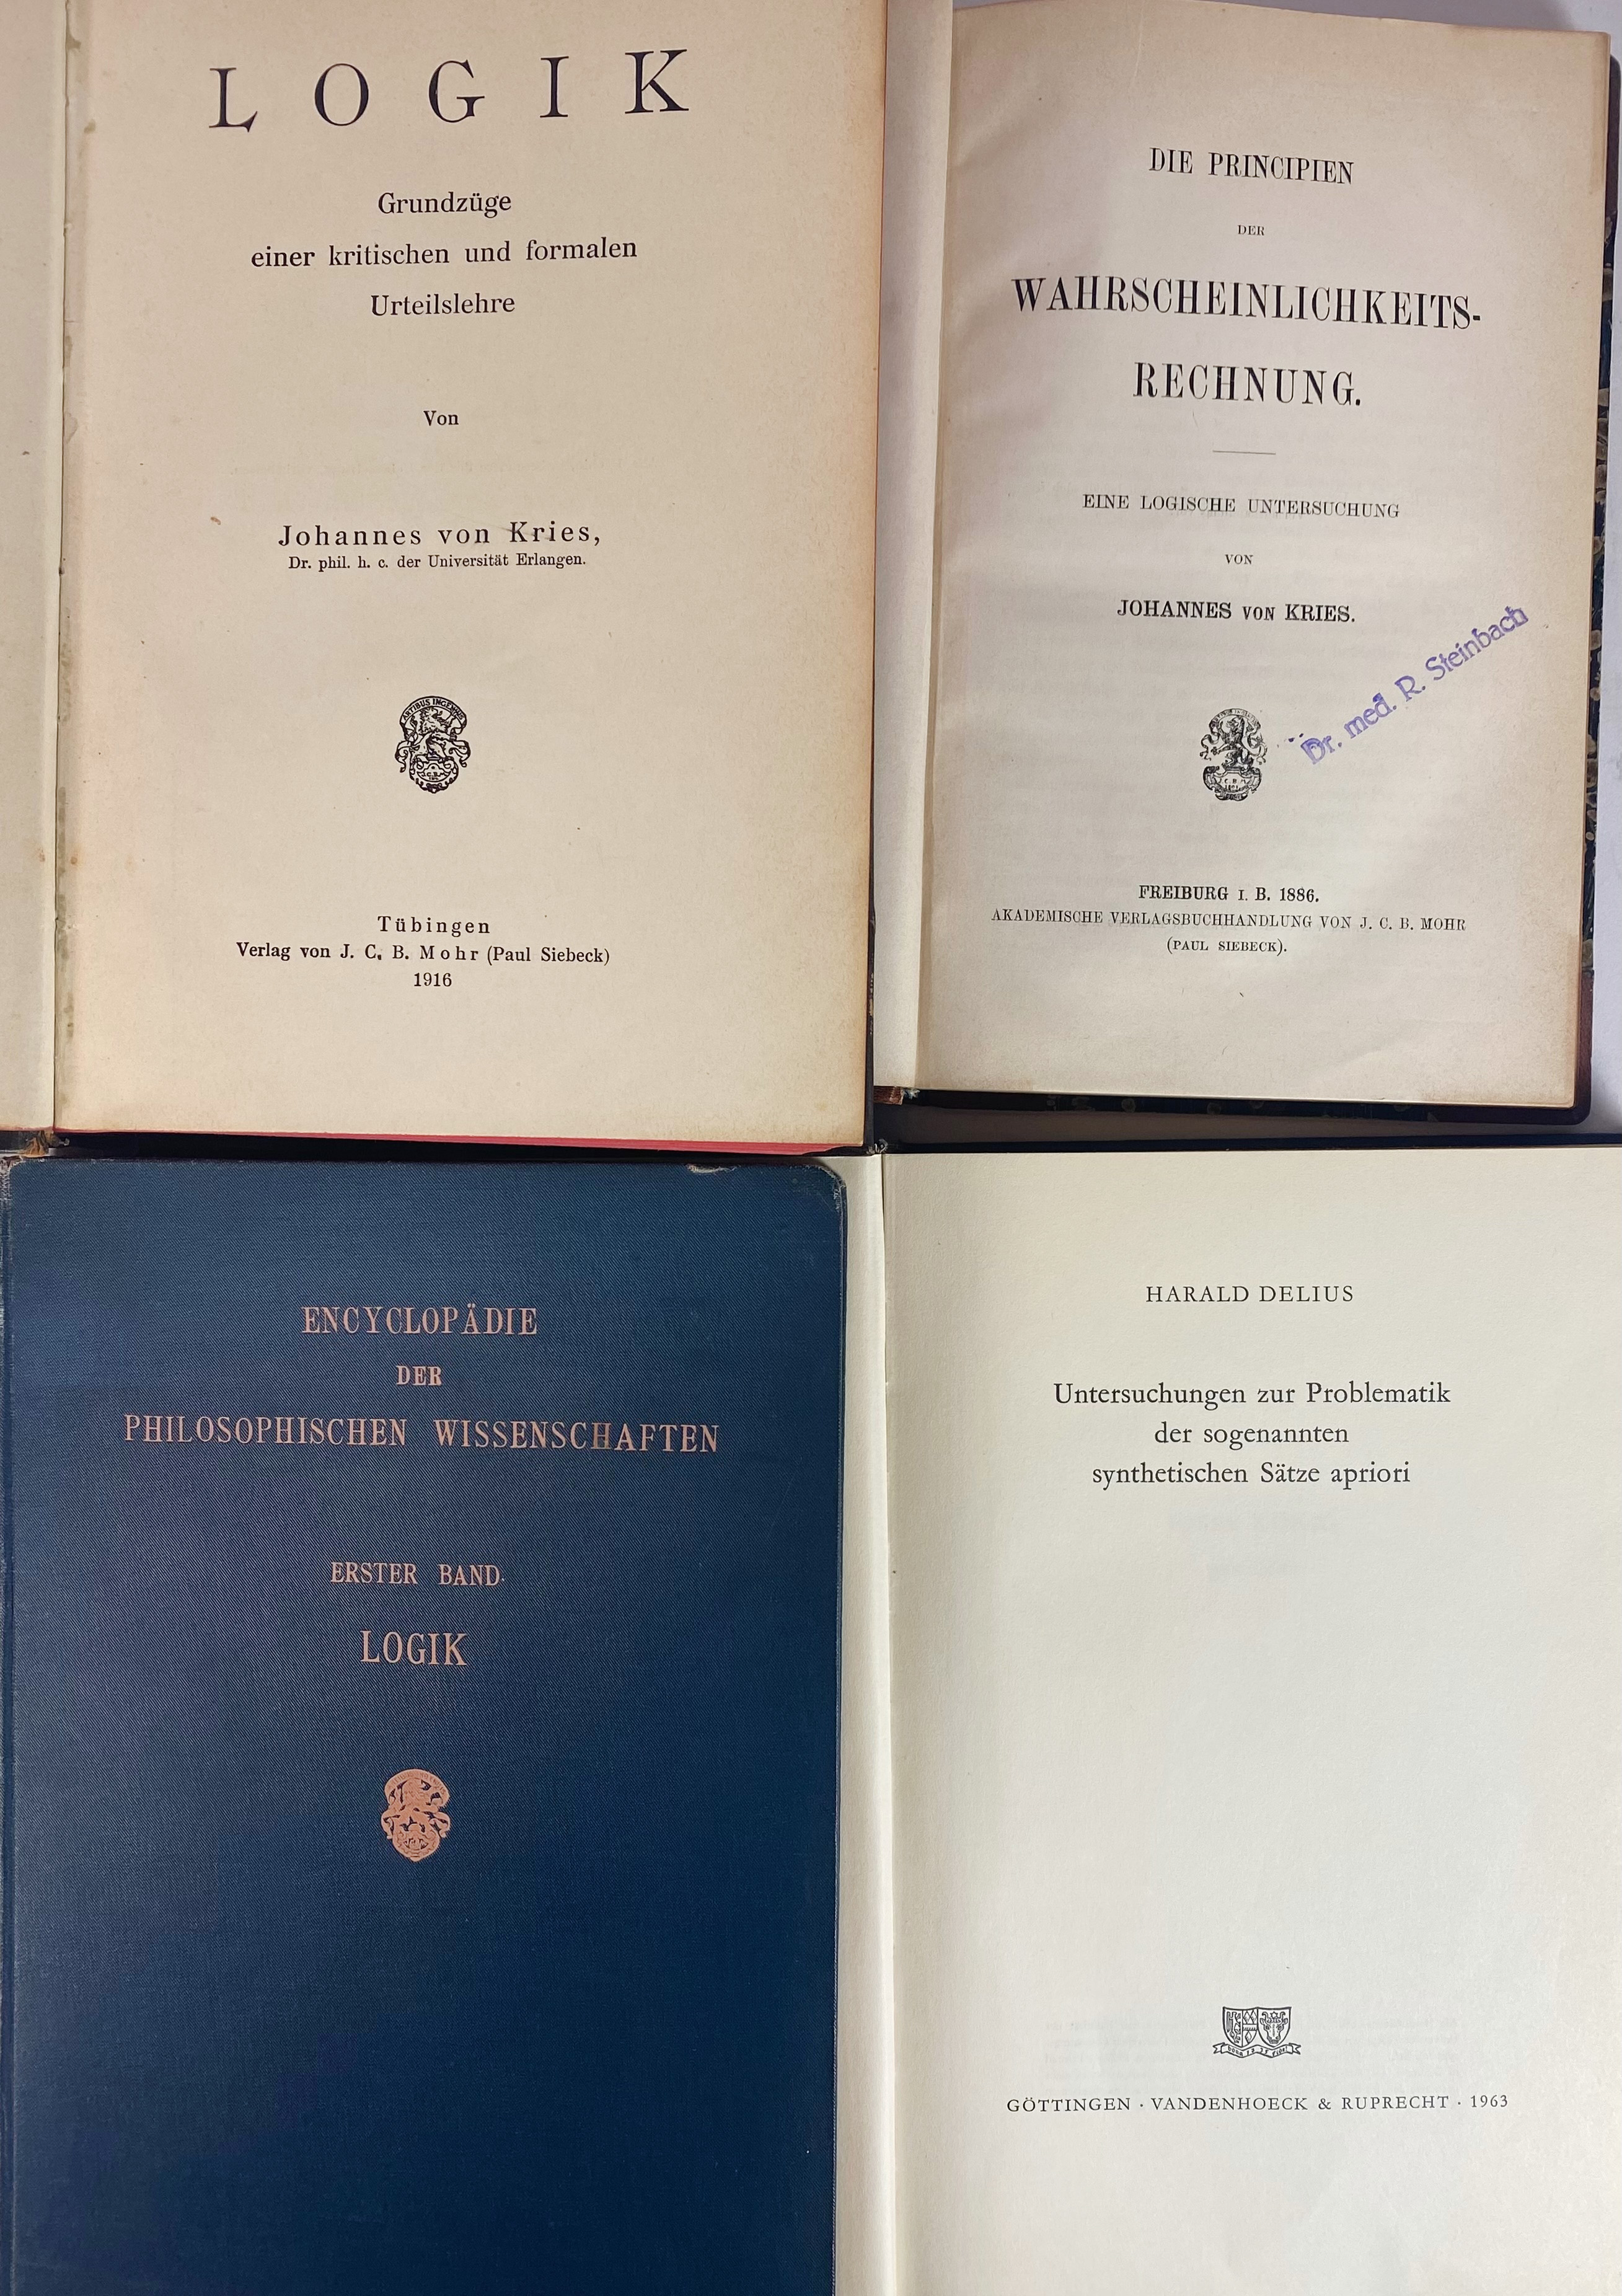 LOGIK
Grundzüge
einer kritischen und formalen
Urteilslehre
Von
Johannes von Kries,
Dr. phil. h. c. der Universität Erlangen.
ARTIBUS INGENUIS
Tübingen
Verlag von J. C. B. Mohr (Paul Siebeck)
1916
DIE PRINCIPIEN
DER
WAHRSCHEINLICHKEITS-
RECHNUNG.
EINE LOGISCHE UNTERSUCHUNG
VON
JOHANNES VON KRIES.
Dr. med. R. Steinbach
FREIBURG I. B. 1886.
AKADEMISCHE VERLAGSBUCHHANDLUNG VON J. C. B. MOHR
(PAUL SIEBECK).
ENCYCLOPÄDIE
DER
PHILOSOPHISCHEN WISSENSCHAFTEN
ERSTER BAND.
LOGIK
HARALD DELIUS
Untersuchungen zur Problematik
der sogenannten
synthetischen Sätze apriori
GÖTTINGEN · VANDENHOECK & RUPRECHT · 1963